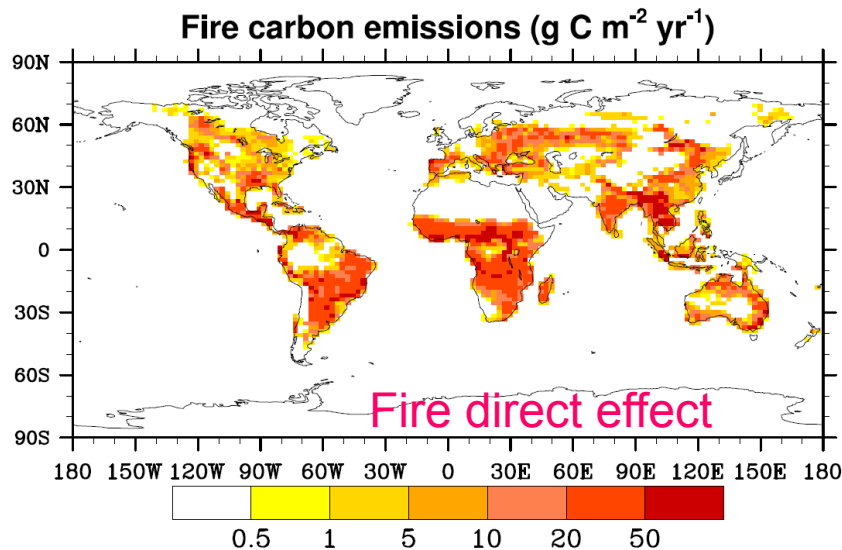 Fire carbon emissions (g C m⁻² yr⁻¹)
90N
60N
30N
0
30S
60S
90S
Fire direct effect
180 150W 120W 90W 60W 30W 0 30E 60E 90E 120E 150E 180
0.5 1 5 10 20 50